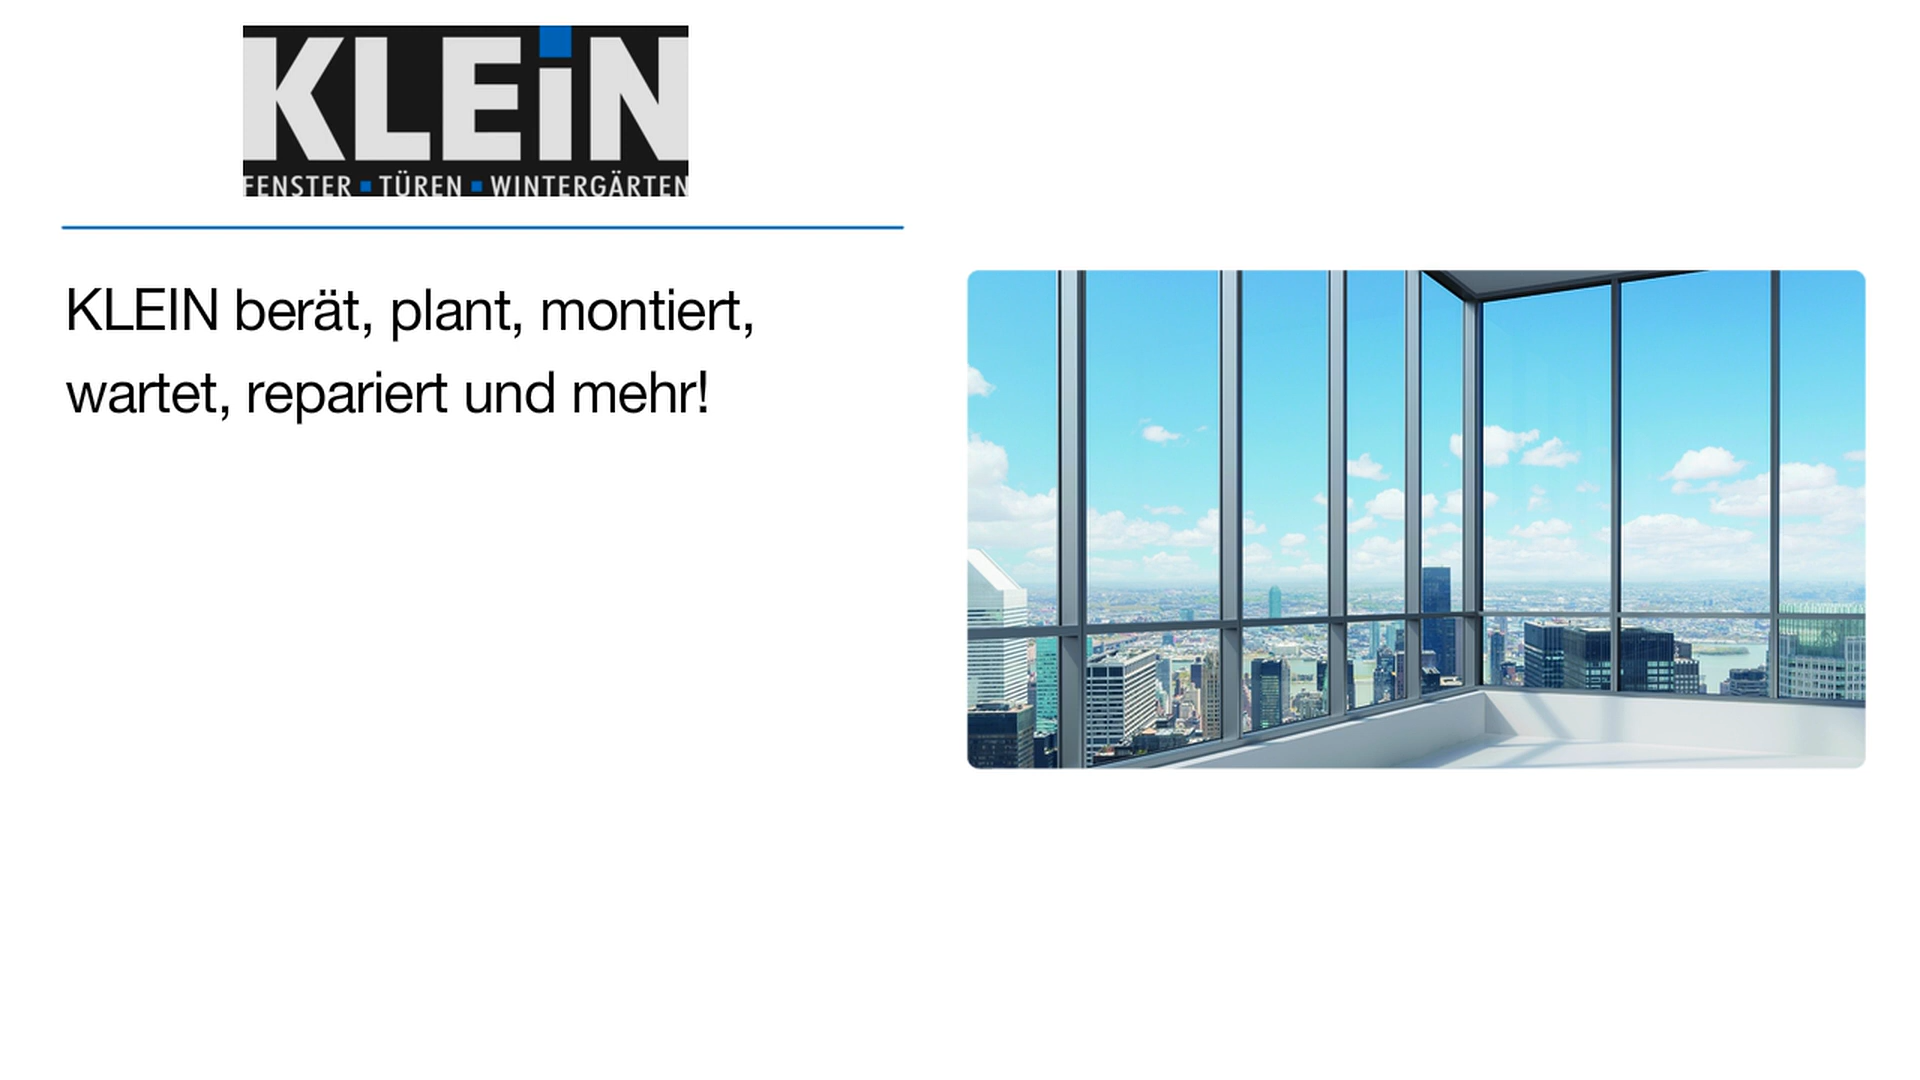 KLEiN
FENSTER ▪ TÜREN ▪ WINTERGÄRTEN
KLEIN berät, plant, montiert,
wartet, repariert und mehr!